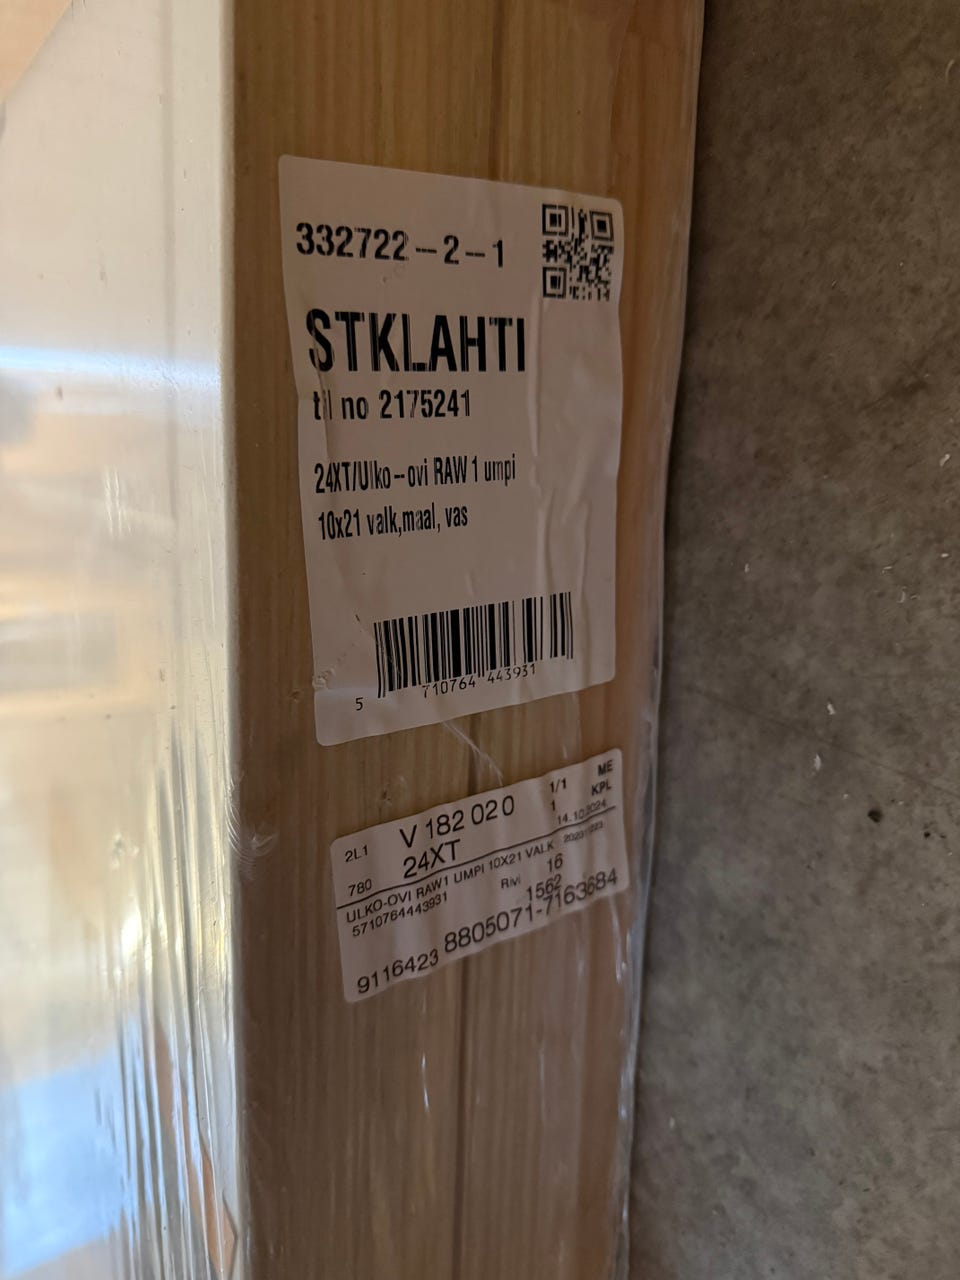 332722--2--1
STKLAHTI
til no 2175241
24XT/Ulko--ovi RAW 1 umpi
10x21 valk,maal, vas
5 710764 443931
2L1 V 182 020 1/1 ME
780 24XT 1 KPL
14.10.2024
ULKO-OVI RAW1 UMPI 10X21 VALK
5710764443931 Rivi 16
1562
9116423 8805071-7163684